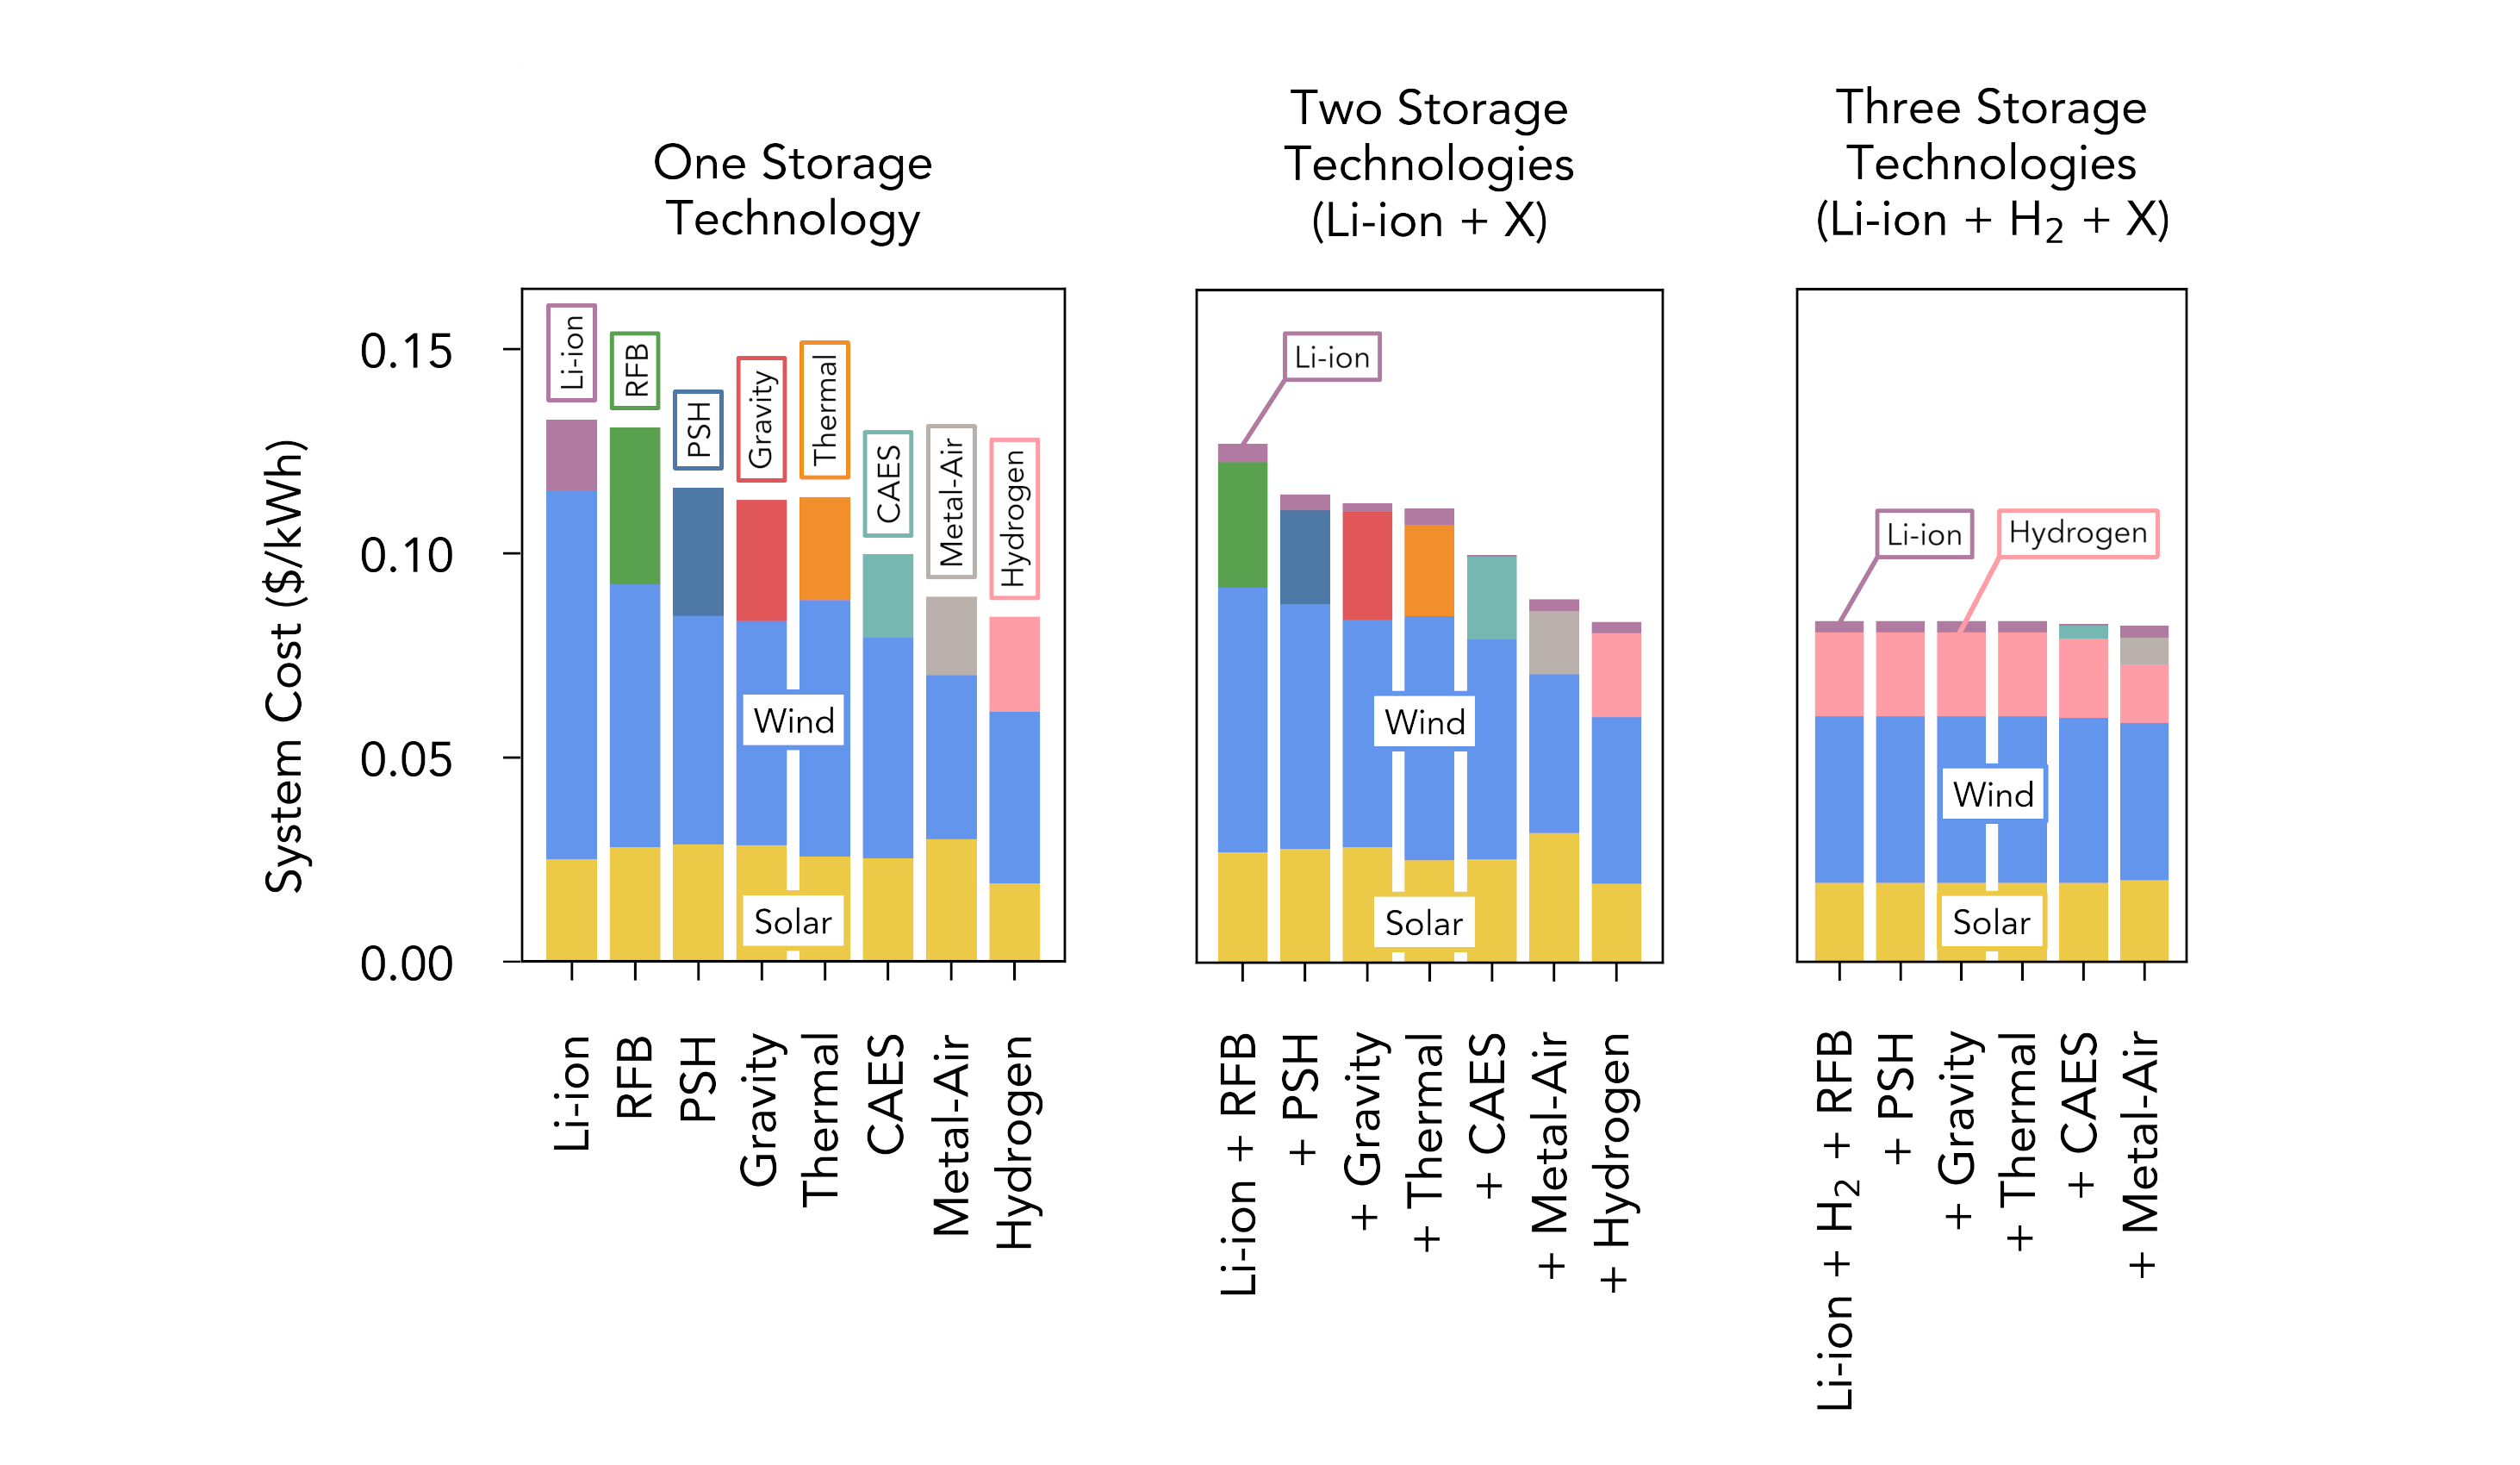 One Storage
Technology
Two Storage
Technologies
(Li-ion + X)
Three Storage
Technologies
(Li-ion + H₂ + X)
System Cost ($/kWh)
0.15
0.10
0.05
0.00
Li-ion
RFB
PSH
Gravity
Thermal
CAES
Metal-Air
Hydrogen
Wind
Solar
Li-ion
RFB
PSH
Gravity
Thermal
CAES
Metal-Air
Hydrogen
Li-ion
Wind
Solar
Li-ion + RFB
+ PSH
+ Gravity
+ Thermal
+ CAES
+ Metal-Air
+ Hydrogen
Li-ion
Hydrogen
Wind
Solar
Li-ion + H₂ + RFB
+ PSH
+ Gravity
+ Thermal
+ CAES
+ Metal-Air